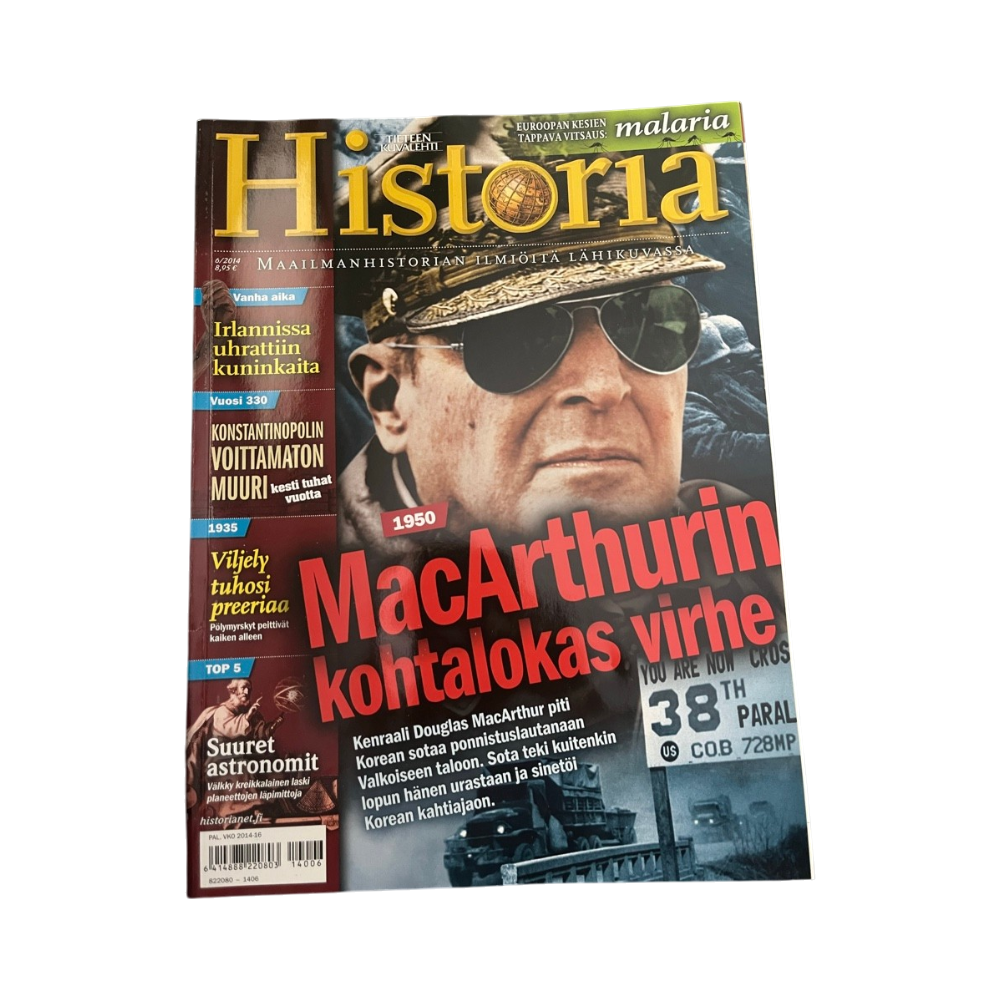 EUROOPAN KESIEN
TAPPAVA VITSAUS: malaria
TIETEEN
KUVALEHTI
Historia
6/2014
8,95 €
MAAILMANHISTORIAN ILMIÖITÄ LÄHIKUVASSA
Vanha aika
Irlannissa
uhrattiin
kuninkaita
Vuosi 330
KONSTANTINOPOLIN
VOITTAMATON
MUURI kesti tuhat
vuotta
1935
Viljely
tuhosi
preeriaa
Pölymyrskyt peittivät
kaiken alleen
TOP 5
Suuret
astronomit
Välkky kreikkalainen laski
planeettojen läpimittoja
historianet.fi
PAL. VKO 2014-16
6 414888 220803 14006
822080 – 1406
1950
MacArthurin
kohtalokas virhe
Kenraali Douglas MacArthur piti
Korean sotaa ponnistuslautanaan
Valkoiseen taloon. Sota teki kuitenkin
lopun hänen urastaan ja sinetöi
Korean kahtiajaon.
YOU ARE NOW CROS
38TH
PARAL
US CO.B 728MP